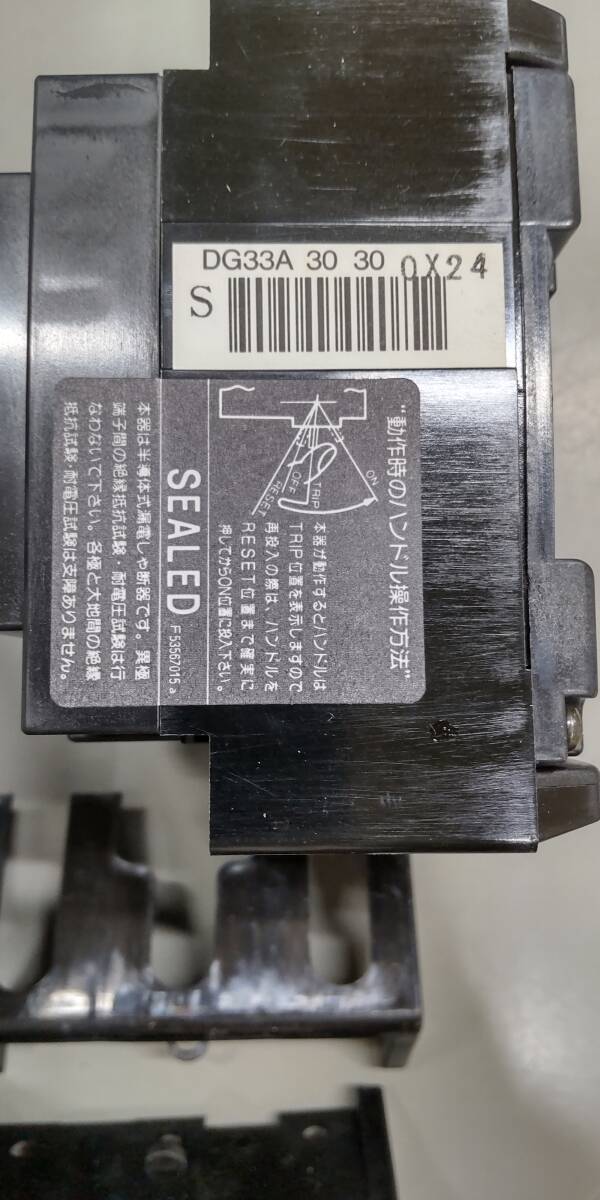 DG33A 30 30 0X24
S
"動作時のハンドル操作方法"
ON
TRIP
OFF
RESET
本器が動作するとハンドルは
TRIP位置を表示しますので
再投入の際は、ハンドルを
RESET位置まで確実に
押してからON位置に投入下さい。
SEALED F53567015a
本器は半導体式漏電しゃ断器です。異極
端子間の絶縁抵抗試験・耐電圧試験は行
なわないで下さい。各極と大地間の絶縁
抵抗試験・耐電圧試験は支障ありません。